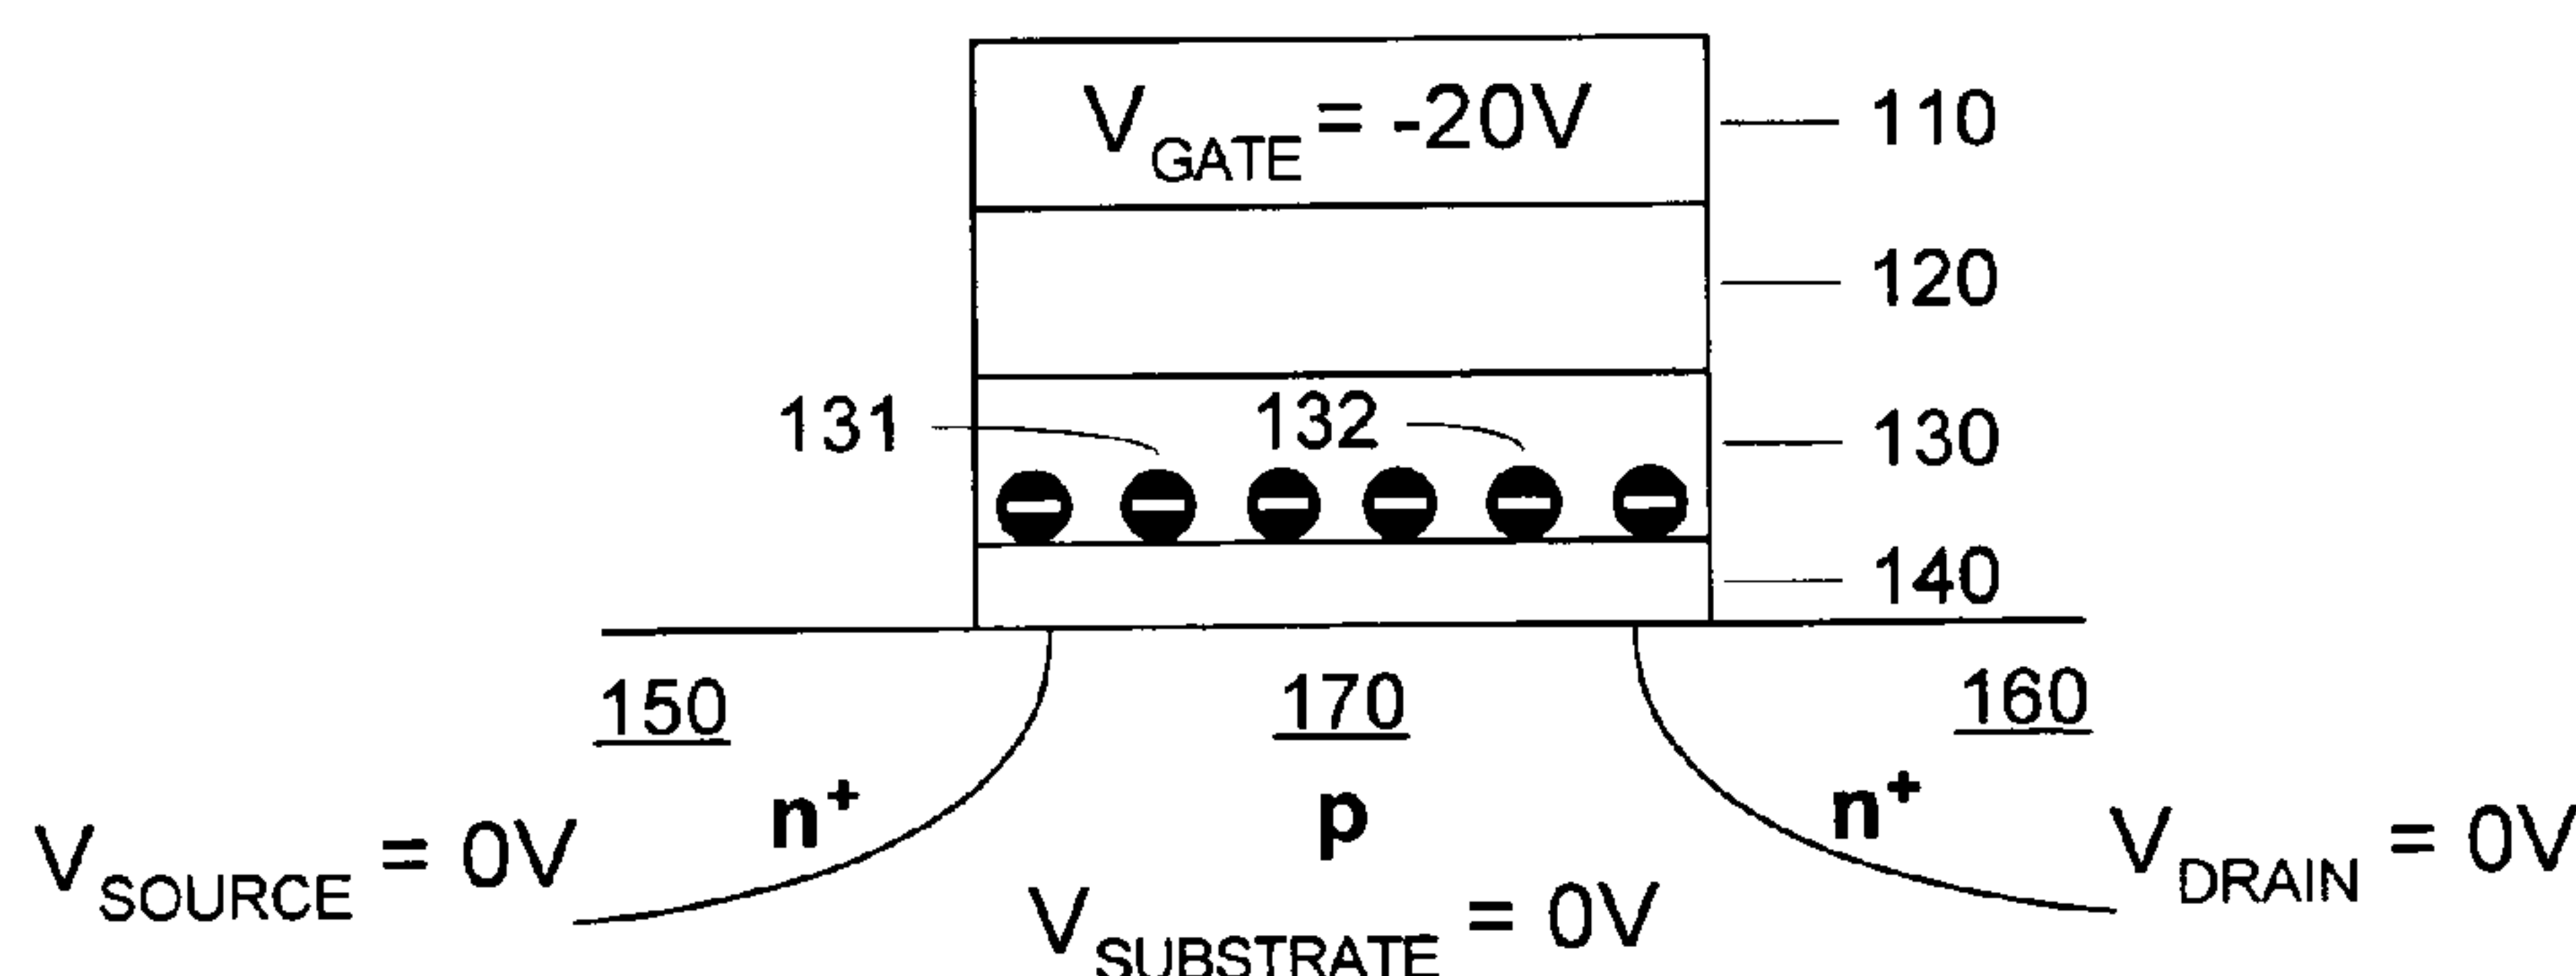 V_GATE = -20V
110
120
131
132
130
140
150
170
160
n⁺
p
n⁺
V_SOURCE = 0V
V_DRAIN = 0V
V_SUBSTRATE = 0V